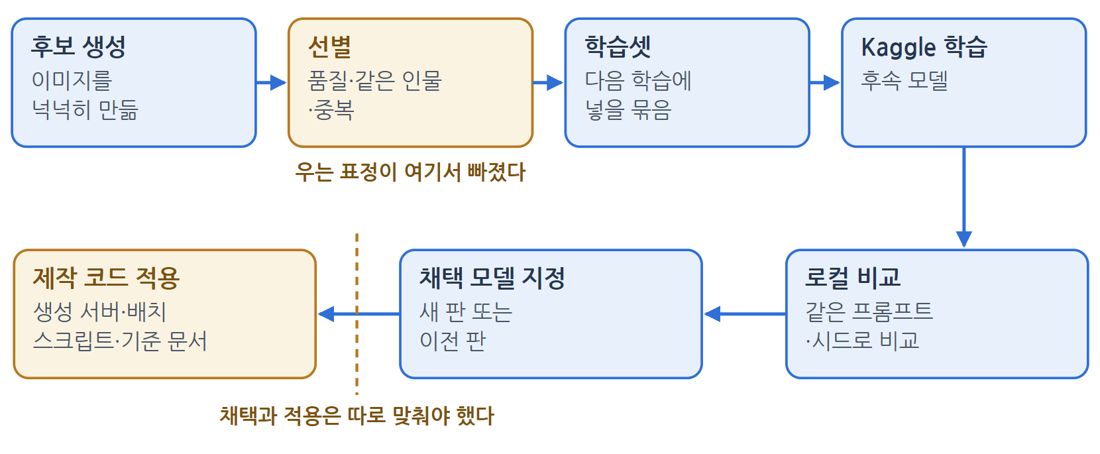 후보 생성
이미지를
넉넉히 만듦
선별
품질·같은 인물
·중복
학습셋
다음 학습에
넣을 묶음
Kaggle 학습
후속 모델
우는 표정이 여기서 빠졌다
제작 코드 적용
생성 서버·배치
스크립트·기준 문서
채택 모델 지정
새 판 또는
이전 판
로컬 비교
같은 프롬프트
·시드로 비교
채택과 적용은 따로 맞춰야 했다